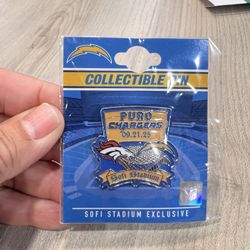 COLLECTIBLE PIN
PURO
CHARGERS
'09.21.25
Sofi Stadium
SOFI STADIUM EXCLUSIVE